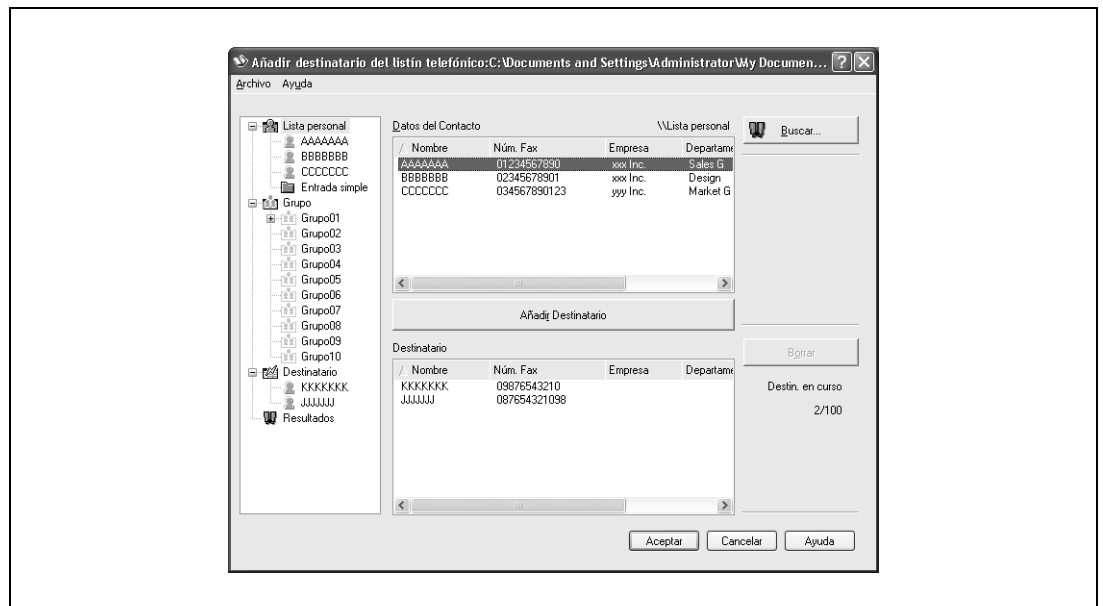 Añadir destinatario del listín telefónico:C:\Documents and Settings\Administrator\My Documen...
Archivo Ayuda
Lista personal
AAAAAAA
BBBBBBB
CCCCCCC
Entrada simple
Grupo
Grupo01
Grupo02
Grupo03
Grupo04
Grupo05
Grupo06
Grupo07
Grupo08
Grupo09
Grupo10
Destinatario
KKKKKKK
JJJJJJJ
Resultados
Datos del Contacto \\Lista personal
/ Nombre Núm. Fax Empresa Departame
AAAAAAA 01234567890 xxx Inc. Sales G
BBBBBBB 02345678901 xxx Inc. Design
CCCCCCC 034567890123 yyy Inc. Market G
Añadir Destinatario
Destinatario
/ Nombre Núm. Fax Empresa Departame
KKKKKKK 09876543210
JJJJJJJ 087654321098
Buscar...
Borrar
Destin. en curso
2/100
Aceptar Cancelar Ayuda